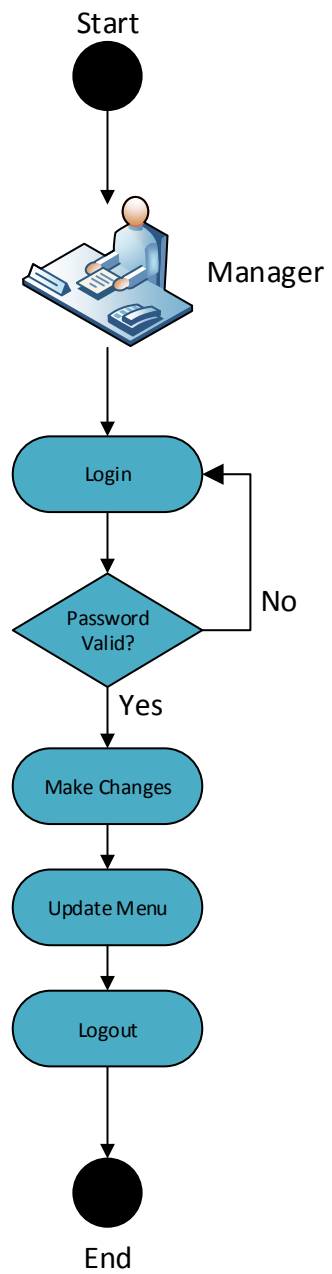 Start
Manager
Login
Password
Valid?
No
Yes
Make Changes
Update Menu
Logout
End